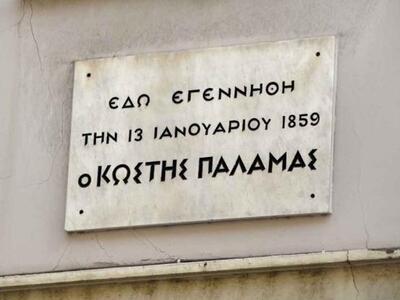 ΕΔΩ ΕΓΕΝΝΗΘΗ
ΤΗΝ 13 ΙΑΝΟΥΑΡΙΟΥ 1859
Ο ΚΩΣΤΗΣ ΠΑΛΑΜΑΣ